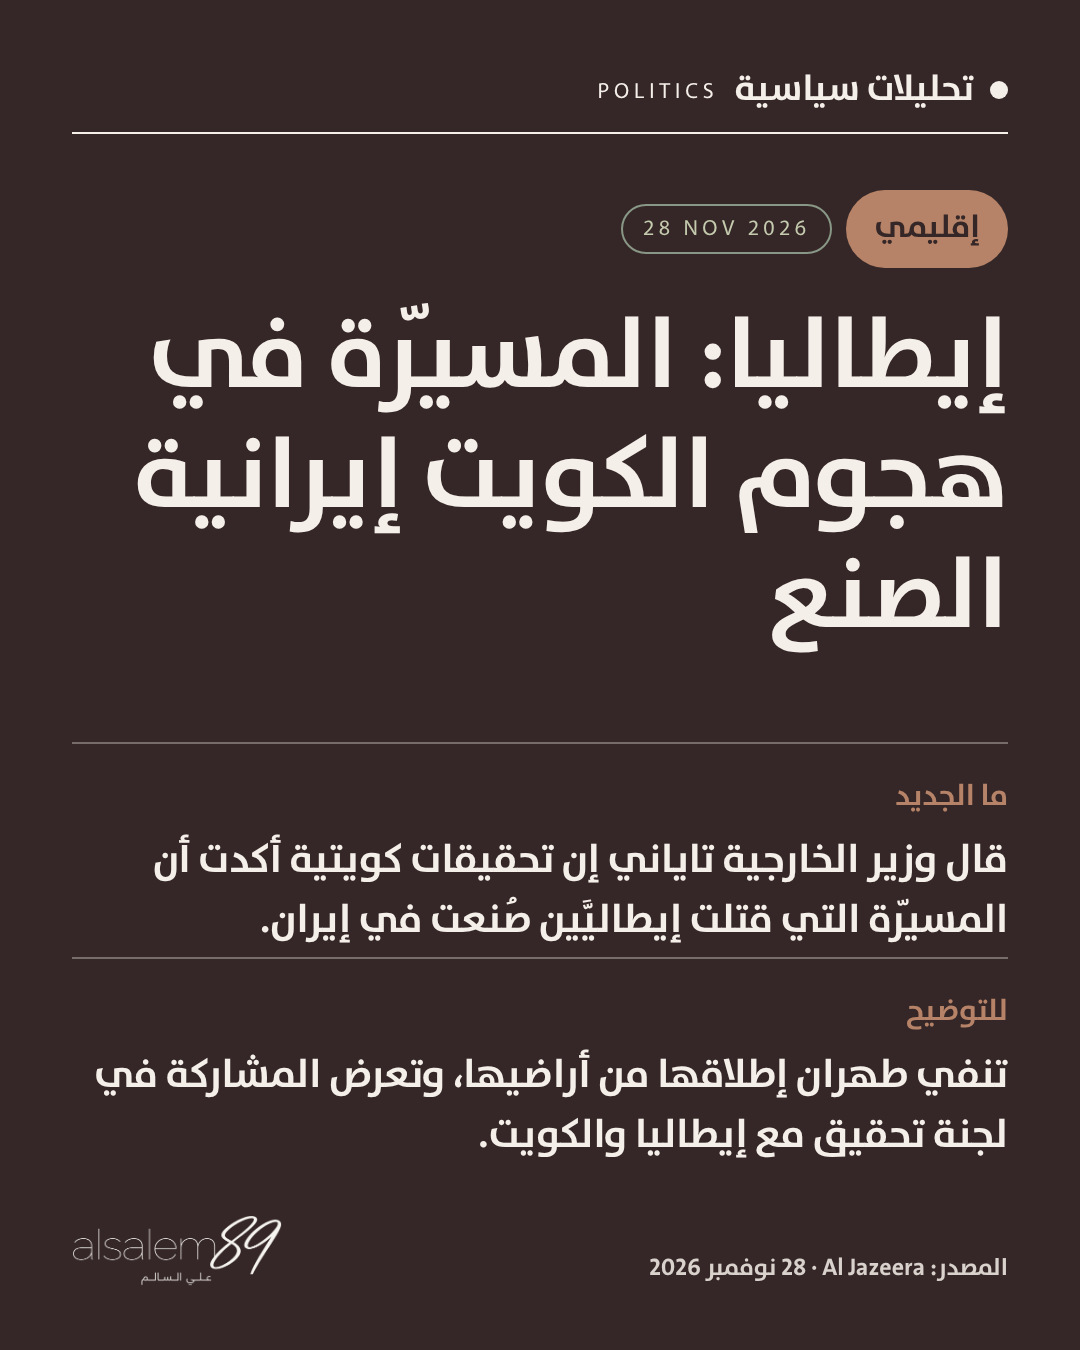 تحليلات سياسية POLITICS
إقليمي 28 NOV 2026
إيطاليا: المسيّرة في
هجوم الكويت إيرانية
الصنع
ما الجديد
قال وزير الخارجية تاياني إن تحقيقات كويتية أكدت أن
المسيّرة التي قتلت إيطاليَّين صُنعت في إيران.
للتوضيح
تنفي طهران إطلاقها من أراضيها، وتعرض المشاركة في
لجنة تحقيق مع إيطاليا والكويت.
المصدر: Al Jazeera · 28 نوفمبر 2026
alsalem89
علي السالم